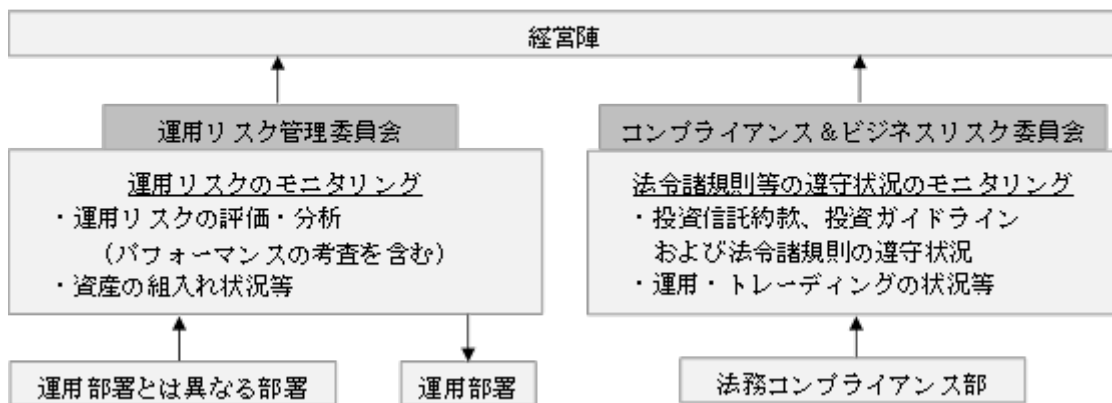 経営陣
運用リスク管理委員会
運用リスクのモニタリング
・運用リスクの評価・分析
（パフォーマンスの考査を含む）
・資産の組入れ状況等
運用部署とは異なる部署
運用部署
コンプライアンス＆ビジネスリスク委員会
法令諸規則等の遵守状況のモニタリング
・投資信託約款、投資ガイドライン
および法令諸規則の遵守状況
・運用・トレーディングの状況等
法務コンプライアンス部